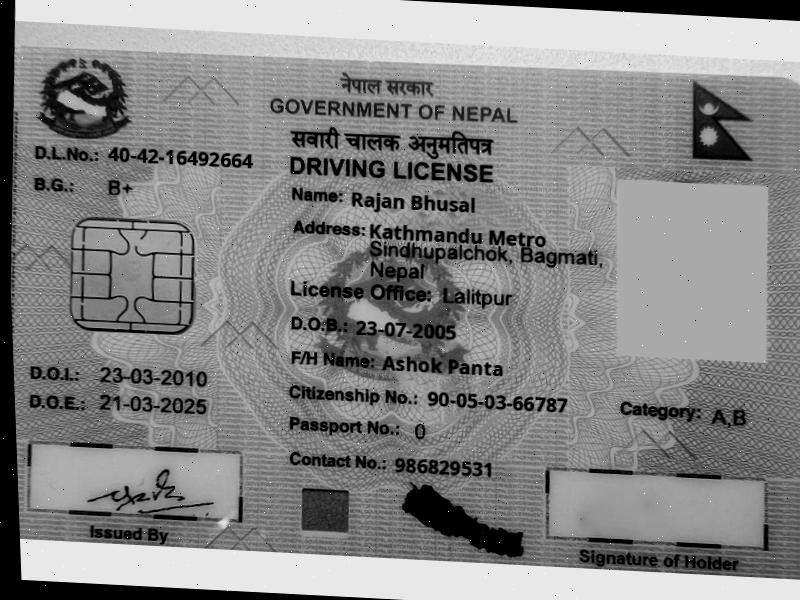 नेपाल सरकार
GOVERNMENT OF NEPAL
सवारी चालक अनुमतिपत्र
DRIVING LICENSE
D.L.No.: 40-42-16492664
B.G.: B+
Name: Rajan Bhusal
Address: Kathmandu Metro
Sindhupalchok, Bagmati,
Nepal
License Office: Lalitpur
D.O.B.: 23-07-2005
F/H Name: Ashok Panta
D.O.I.: 23-03-2010
D.O.E.: 21-03-2025
Citizenship No.: 90-05-03-66787
Category: A,B
Passport No.: 0
Contact No.: 986829531
Issued By
Signature of Holder